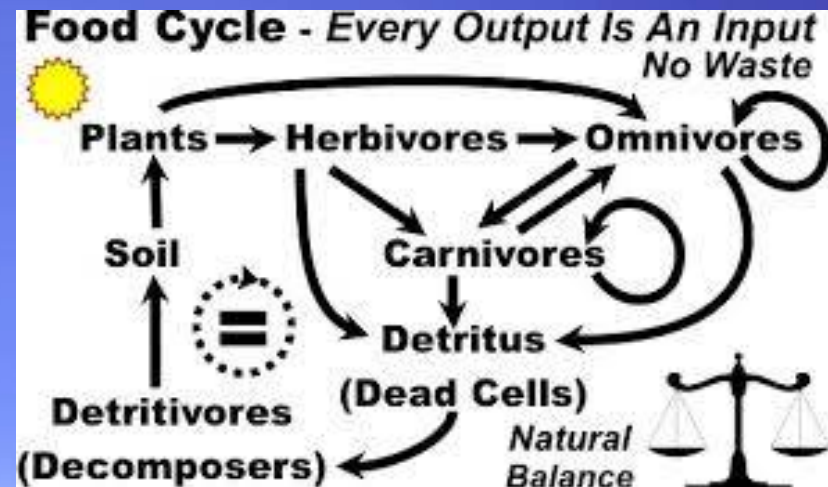 Food Cycle - Every Output Is An Input
No Waste
Plants Herbivores Omnivores
Soil Carnivores
=
Detritus
(Dead Cells)
Detritivores
(Decomposers)
Natural
Balance